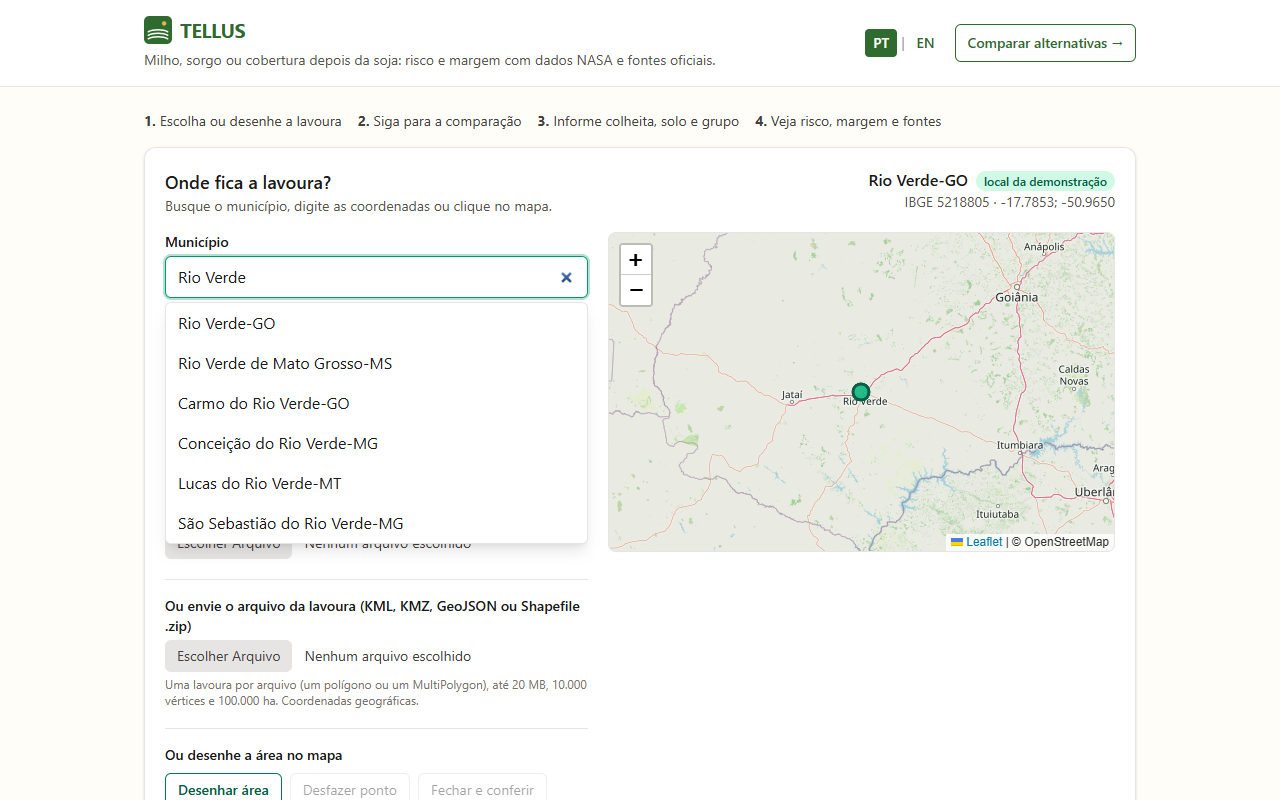 TELLUS
Milho, sorgo ou cobertura depois da soja: risco e margem com dados NASA e fontes oficiais.
PT | EN
Comparar alternativas →
1. Escolha ou desenhe a lavoura 2. Siga para a comparação 3. Informe colheita, solo e grupo 4. Veja risco, margem e fontes
Onde fica a lavoura?
Busque o município, digite as coordenadas ou clique no mapa.
Rio Verde-GO local da demonstração
IBGE 5218805 · -17.7853; -50.9650
Município
Rio Verde
Rio Verde-GO
Rio Verde de Mato Grosso-MS
Carmo do Rio Verde-GO
Conceição do Rio Verde-MG
Lucas do Rio Verde-MT
São Sebastião do Rio Verde-MG
Escolher Arquivo Nenhum arquivo escolhido
+
−
Anápolis
Goiânia
Caldas
Novas
Jataí
Rio Verde
Itumbiara
Arag
Uberlân
Ituiutaba
Leaflet | © OpenStreetMap
Ou envie o arquivo da lavoura (KML, KMZ, GeoJSON ou Shapefile
.zip)
Escolher Arquivo Nenhum arquivo escolhido
Uma lavoura por arquivo (um polígono ou um MultiPolygon), até 20 MB, 10.000
vértices e 100.000 ha. Coordenadas geográficas.
Ou desenhe a área no mapa
Desenhar área Desfazer ponto Fechar e conferir